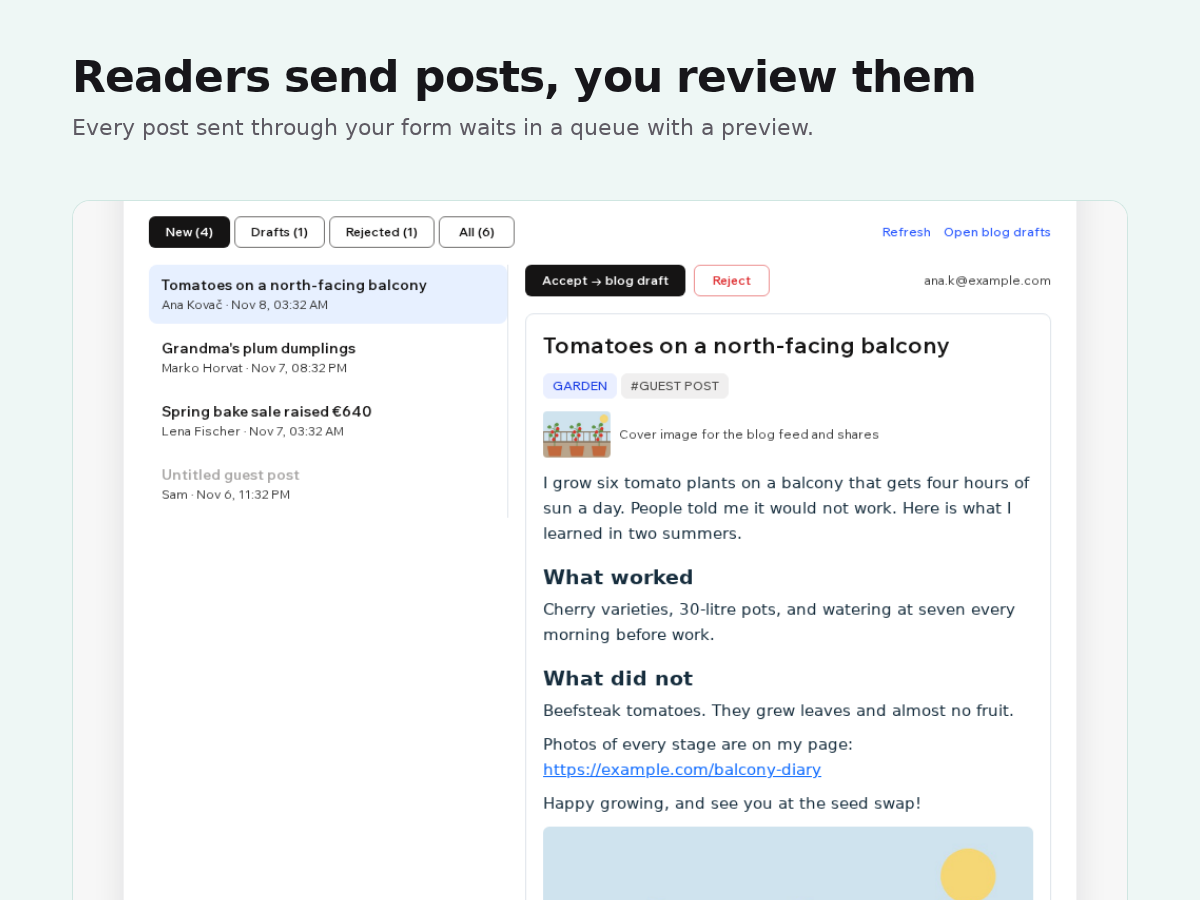 Readers send posts, you review them
Every post sent through your form waits in a queue with a preview.
New (4) Drafts (1) Rejected (1) All (6) Refresh Open blog drafts
Tomatoes on a north-facing balcony
Ana Kovač · Nov 8, 03:32 AM
Grandma's plum dumplings
Marko Horvat · Nov 7, 08:32 PM
Spring bake sale raised €640
Lena Fischer · Nov 7, 03:32 AM
Untitled guest post
Sam · Nov 6, 11:32 PM
Accept → blog draft Reject ana.k@example.com
Tomatoes on a north-facing balcony
GARDEN #GUEST POST
Cover image for the blog feed and shares
I grow six tomato plants on a balcony that gets four hours of
sun a day. People told me it would not work. Here is what I
learned in two summers.
What worked
Cherry varieties, 30-litre pots, and watering at seven every
morning before work.
What did not
Beefsteak tomatoes. They grew leaves and almost no fruit.
Photos of every stage are on my page:
https://example.com/balcony-diary
Happy growing, and see you at the seed swap!